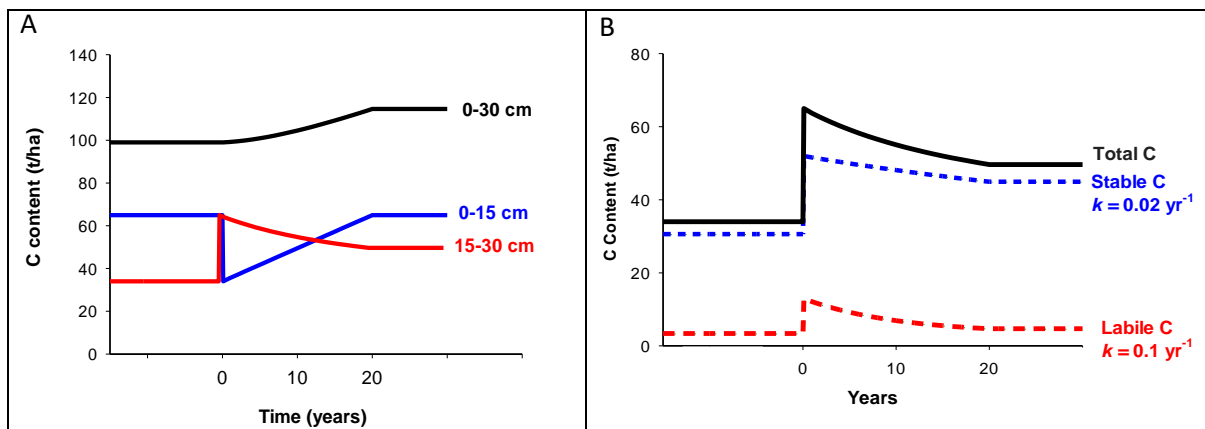 A
C content (t/ha)
140
120
100
80
60
40
20
0
0-30 cm
0-15 cm
15-30 cm
0 10 20
Time (years)
B
C Content (t/ha)
80
60
40
20
0
Total C
Stable C
k = 0.02 yr⁻¹
Labile C
k = 0.1 yr⁻¹
0 10 20
Years